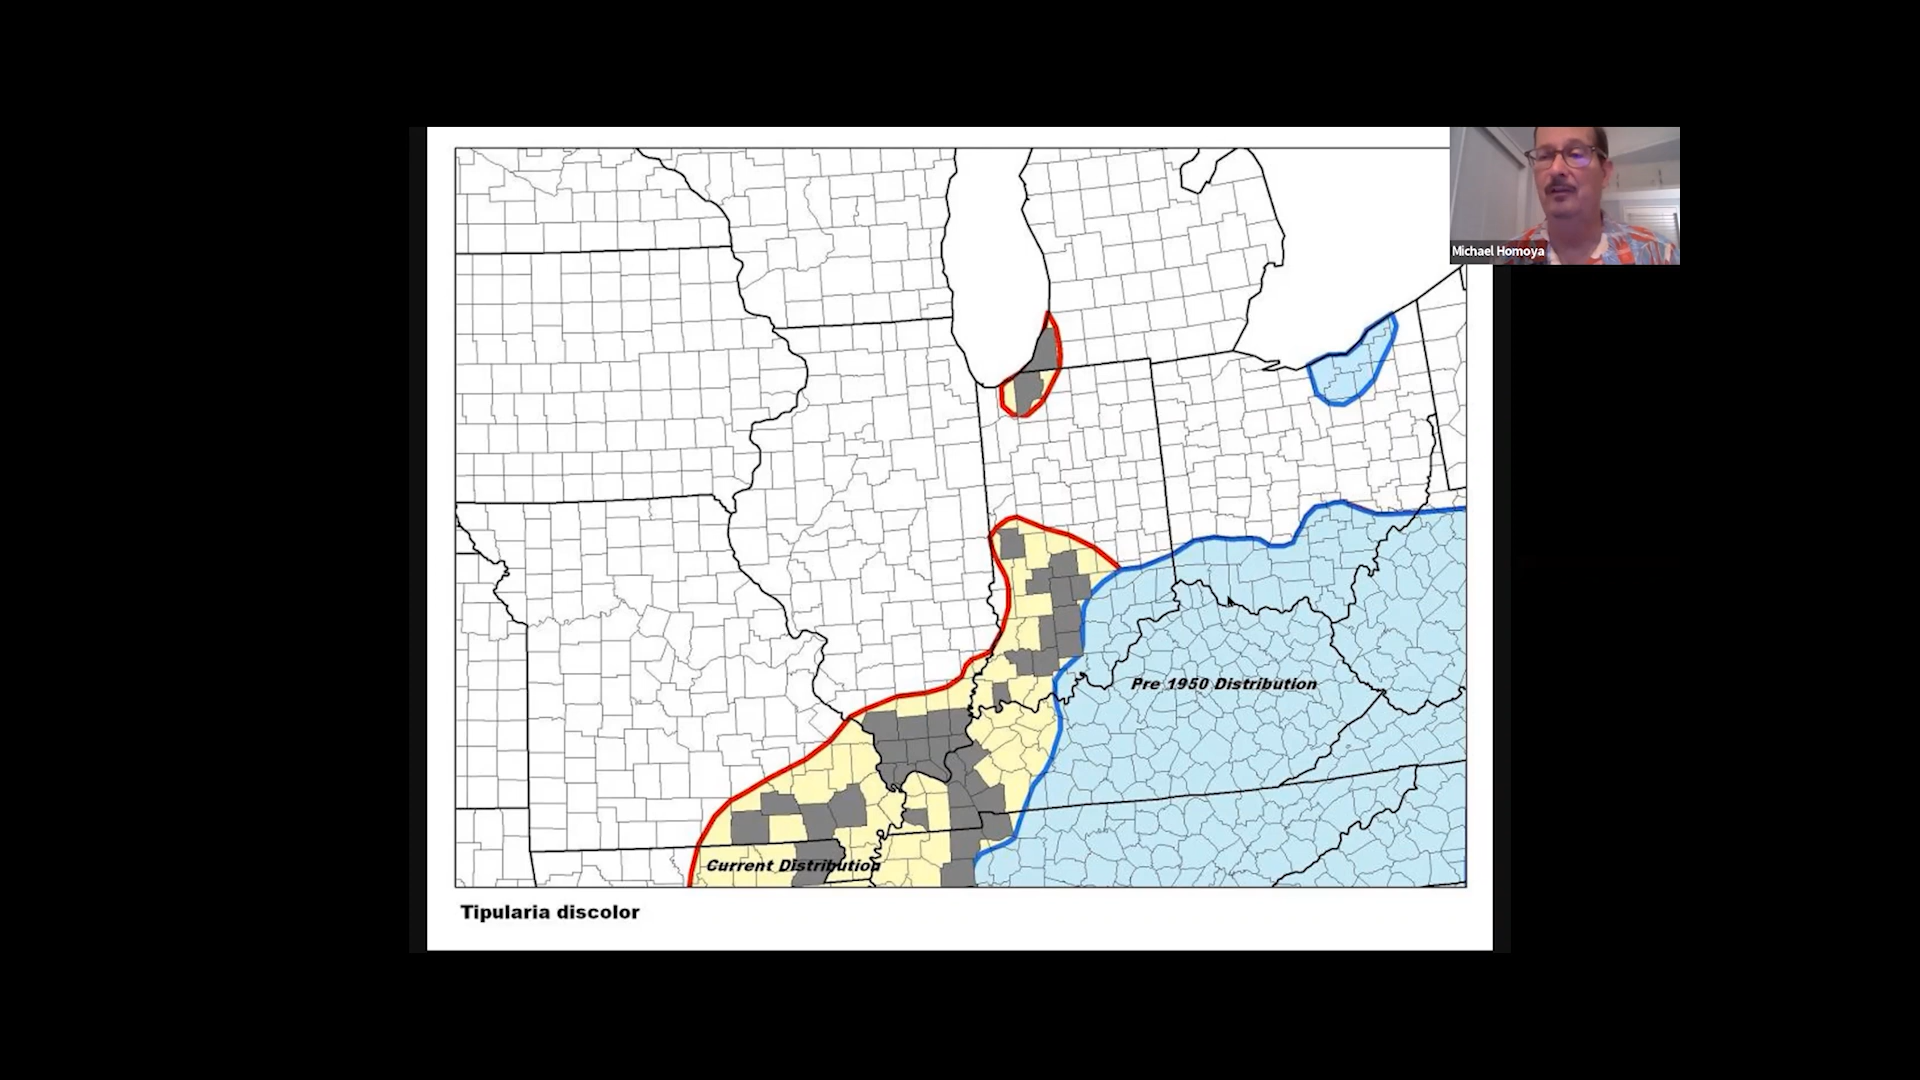 Michael Homoya
Pre 1950 Distribution
Current Distribution
Tipularia discolor